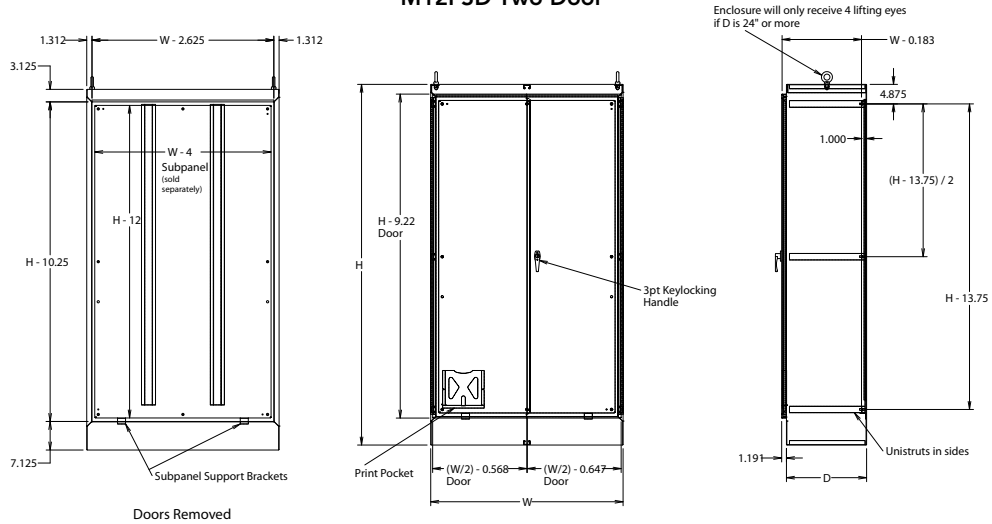 M12FSD Two Door
Enclosure will only receive 4 lifting eyes
if D is 24" or more
1.312
W - 2.625
1.312
3.125
W - 4
Subpanel
(sold
separately)
H - 12
H - 10.25
7.125
Subpanel Support Brackets
Doors Removed
H
H - 9.22
Door
3pt Keylocking
Handle
Print Pocket
(W/2) - 0.568
Door
(W/2) - 0.647
Door
W
W - 0.183
4.875
1.000
(H - 13.75) / 2
H - 13.75
Unistruts in sides
1.191
D